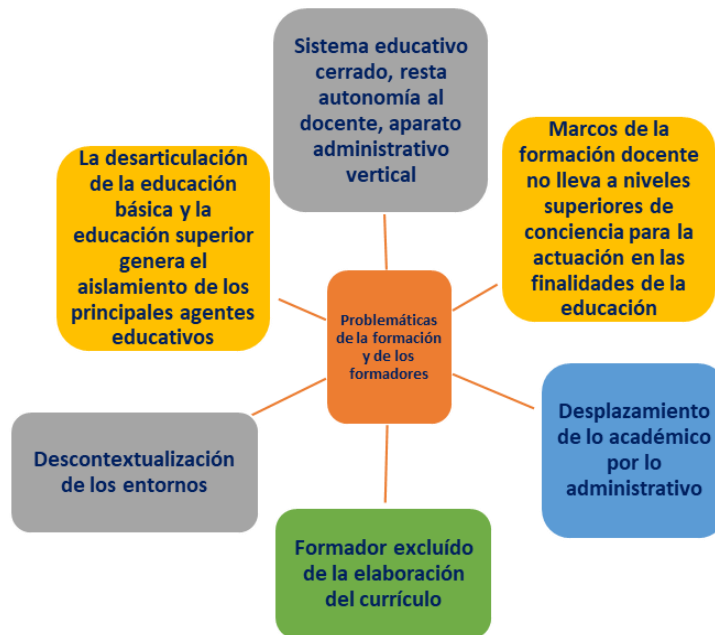 Sistema educativo
cerrado, resta
autonomía al
docente, aparato
administrativo
vertical
Marcos de la
formación docente
no lleva a niveles
superiores de
conciencia para la
actuación en las
finalidades de la
educación
La desarticulación
de la educación
básica y la
educación superior
genera el
aislamiento de los
principales agentes
educativos
Problemáticas
de la formación
y de los
formadores
Desplazamiento
de lo académico
por lo
administrativo
Descontextualización
de los entornos
Formador excluído
de la elaboración
del currículo